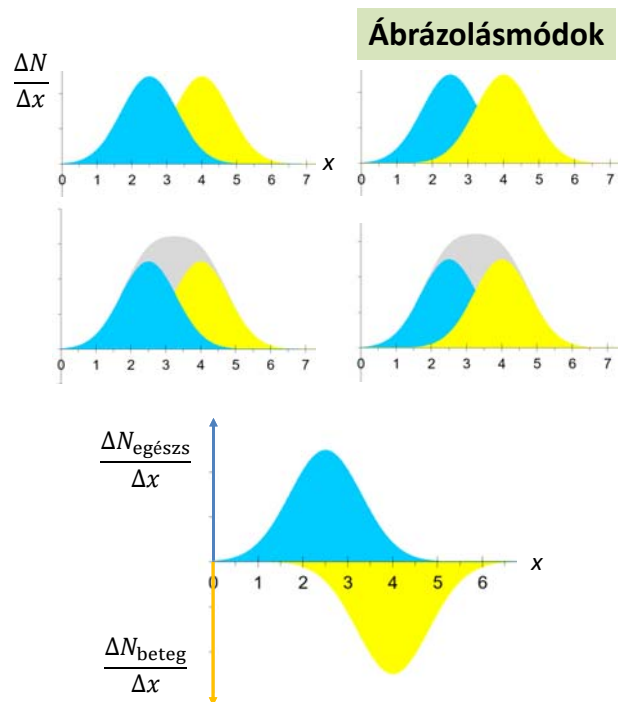 Ábrázolásmódok
ΔN
Δx
x
0 1 2 3 4 5 6 7
0 1 2 3 4 5 6 7
0 1 2 3 4 5 6 7
0 1 2 3 4 5 6 7
ΔNegészs
Δx
x
0 1 2 3 4 5 6
ΔNbeteg
Δx